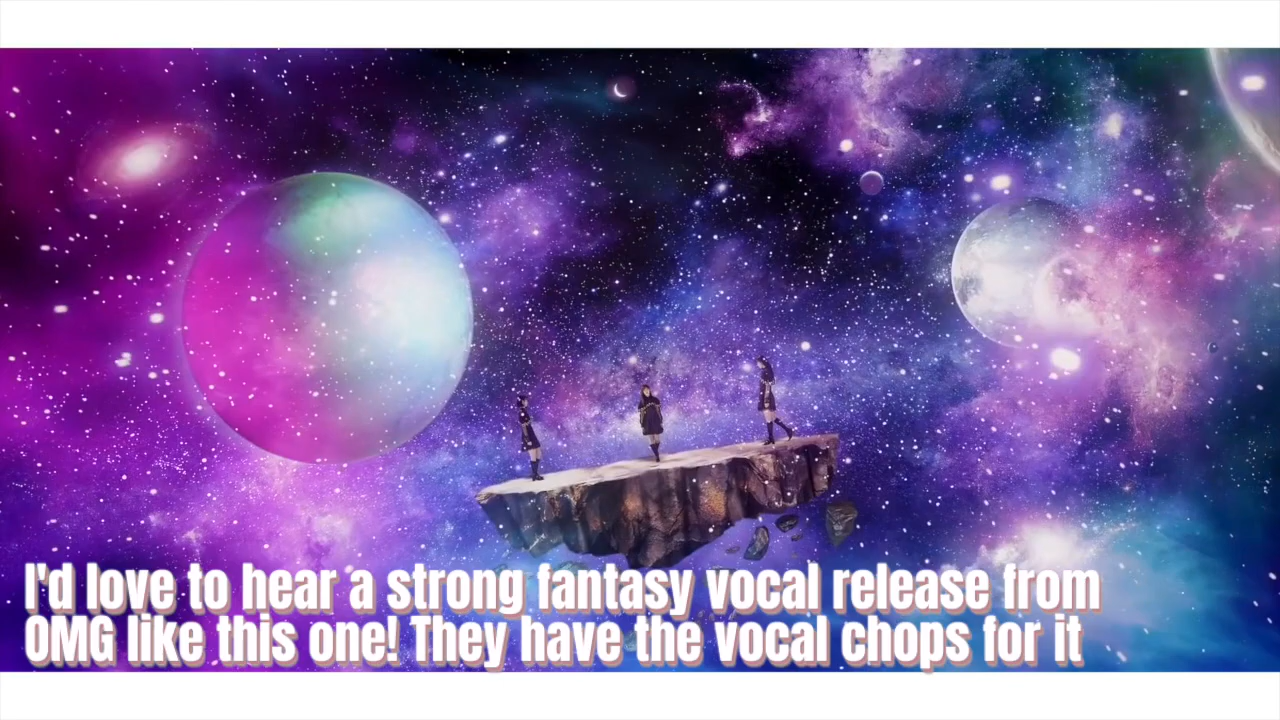 I'd love to hear a strong fantasy vocal release from
OMG like this one! They have the vocal chops for it